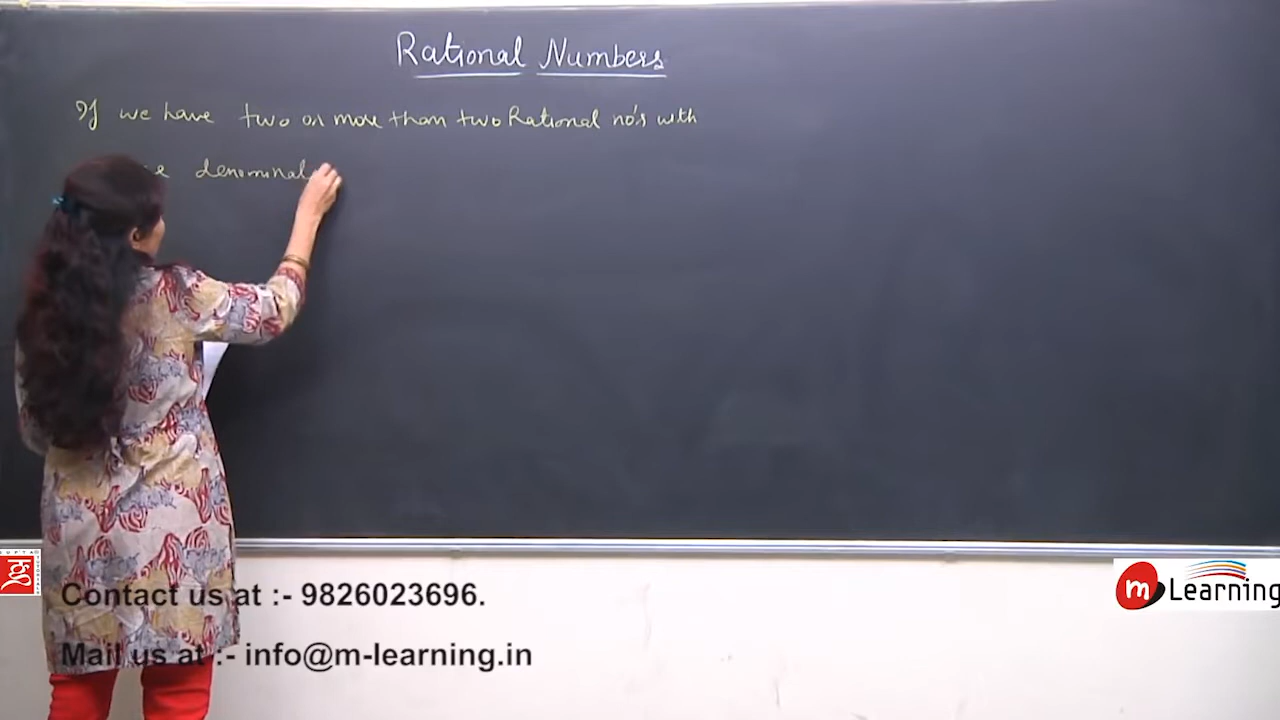 Rational Numbers
If we have two or more than two Rational no's with
denominat
GUPTA
Contact us at :- 9826023696.
Mail us at :- info@m-learning.in
m Learning